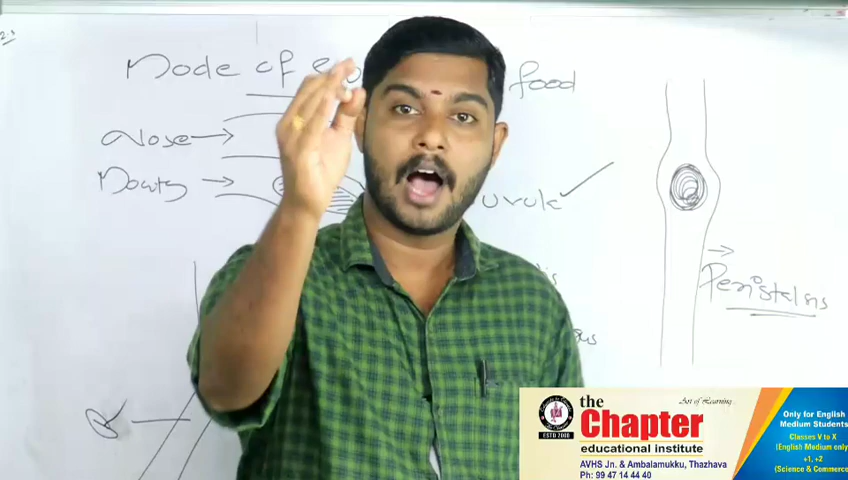 Mode of food
Nose
Mouty
uvula
Peristalsis
the
Art of Learning
Chapter
educational institute
AVHS Jn. & Ambalamukku, Thazhava
Ph: 99 47 14 44 40
ESTB 2008
Only for English
Medium Students
Classes V to X
(English Medium only)
+1, +2
(Science & Commerce)